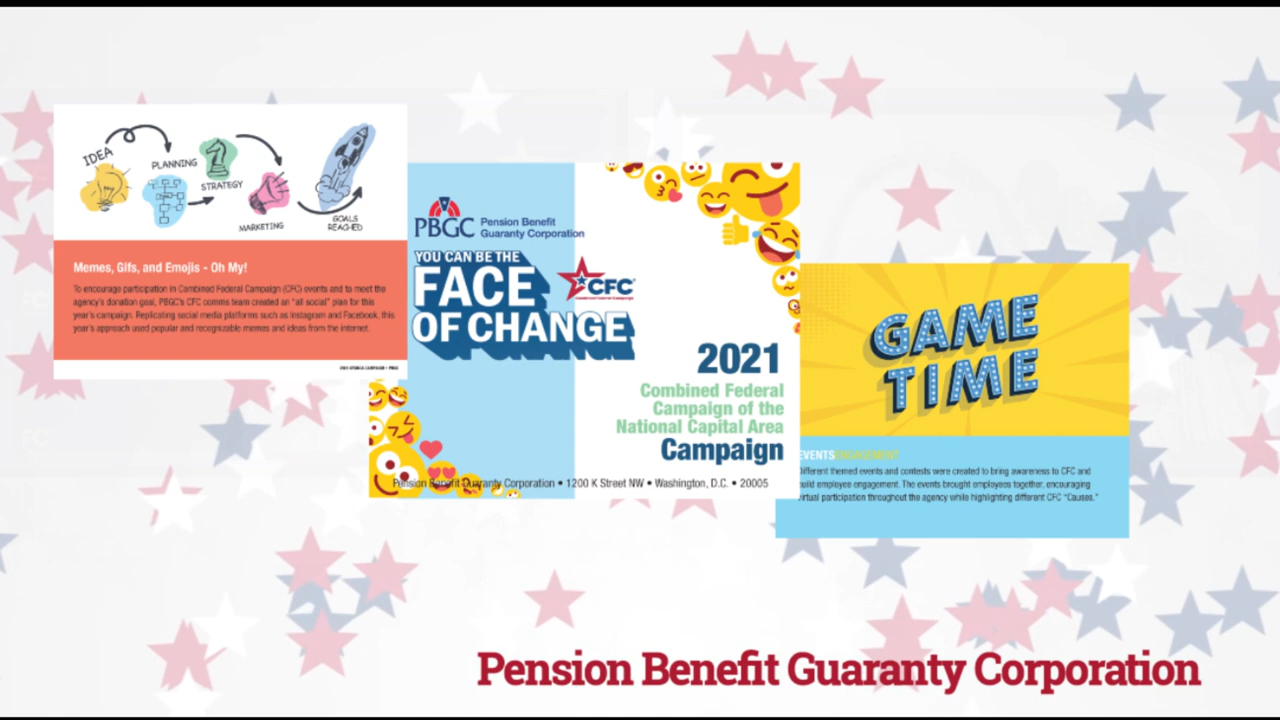 IDEA
PLANNING
STRATEGY
MARKETING
GOALS
REACHED
Memes, Gifs, and Emojis - Oh My!
To encourage participation in Combined Federal Campaign (CFC) events and to meet the
agency's donation goal, PBGC's CFC comms team created an "all social" plan for this
year's campaign. Replicating social media platforms such as Instagram and Facebook, this
year's approach used popular and recognizable memes and ideas from the internet.
PBGC Pension Benefit
Guaranty Corporation
YOU CAN BE THE
FACE
OF CHANGE
CFC
Combined Federal Campaign
2021
Combined Federal
Campaign of the
National Capital Area
Campaign
Pension Benefit Guaranty Corporation • 1200 K Street NW • Washington, D.C. • 20005
GAME
TIME
EVENTS ENGAGEMENT
Different themed events and contests were created to bring awareness to CFC and
build employee engagement. The events brought employees together, encouraging
virtual participation throughout the agency while highlighting different CFC "Causes."
Pension Benefit Guaranty Corporation